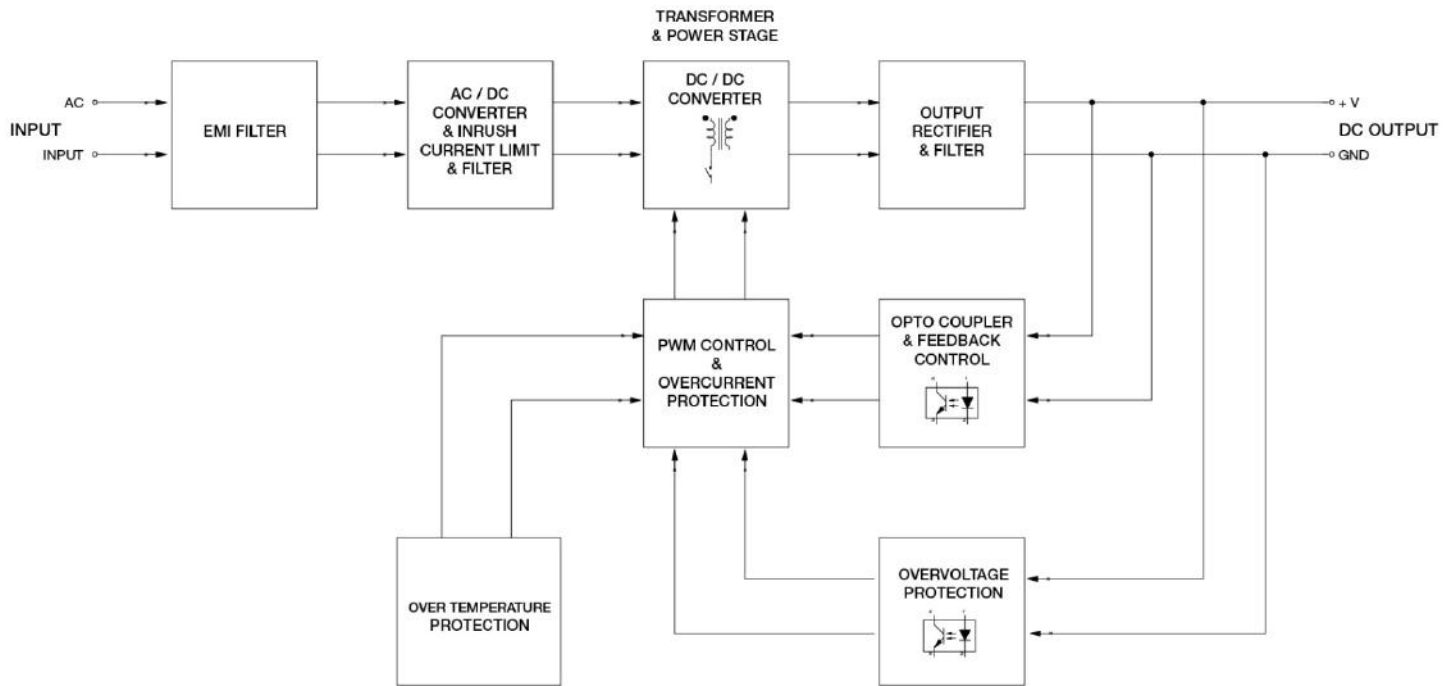 TRANSFORMER
& POWER STAGE
AC
INPUT
INPUT
EMI FILTER
AC / DC
CONVERTER
& INRUSH
CURRENT LIMIT
& FILTER
DC / DC
CONVERTER
OUTPUT
RECTIFIER
& FILTER
+ V
DC OUTPUT
GND
PWM CONTROL
&
OVERCURRENT
PROTECTION
OPTO COUPLER
& FEEDBACK
CONTROL
OVER TEMPERATURE
PROTECTION
OVERVOLTAGE
PROTECTION